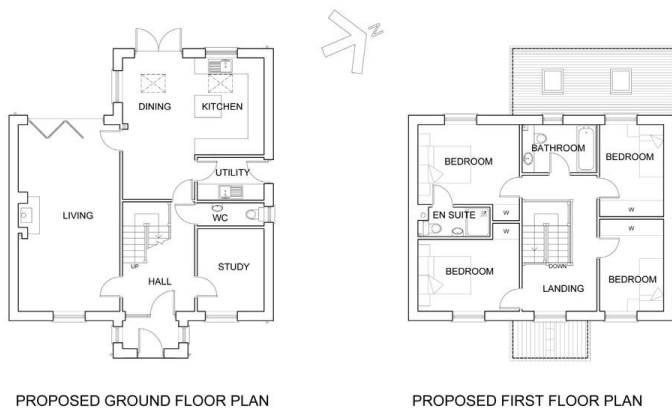 N
DINING
KITCHEN
UTILITY
LIVING
WC
UP
HALL
STUDY
PROPOSED GROUND FLOOR PLAN
BATHROOM
BEDROOM
BEDROOM
W
W
EN SUITE
W
W
BEDROOM
DOWN
BEDROOM
LANDING
PROPOSED FIRST FLOOR PLAN